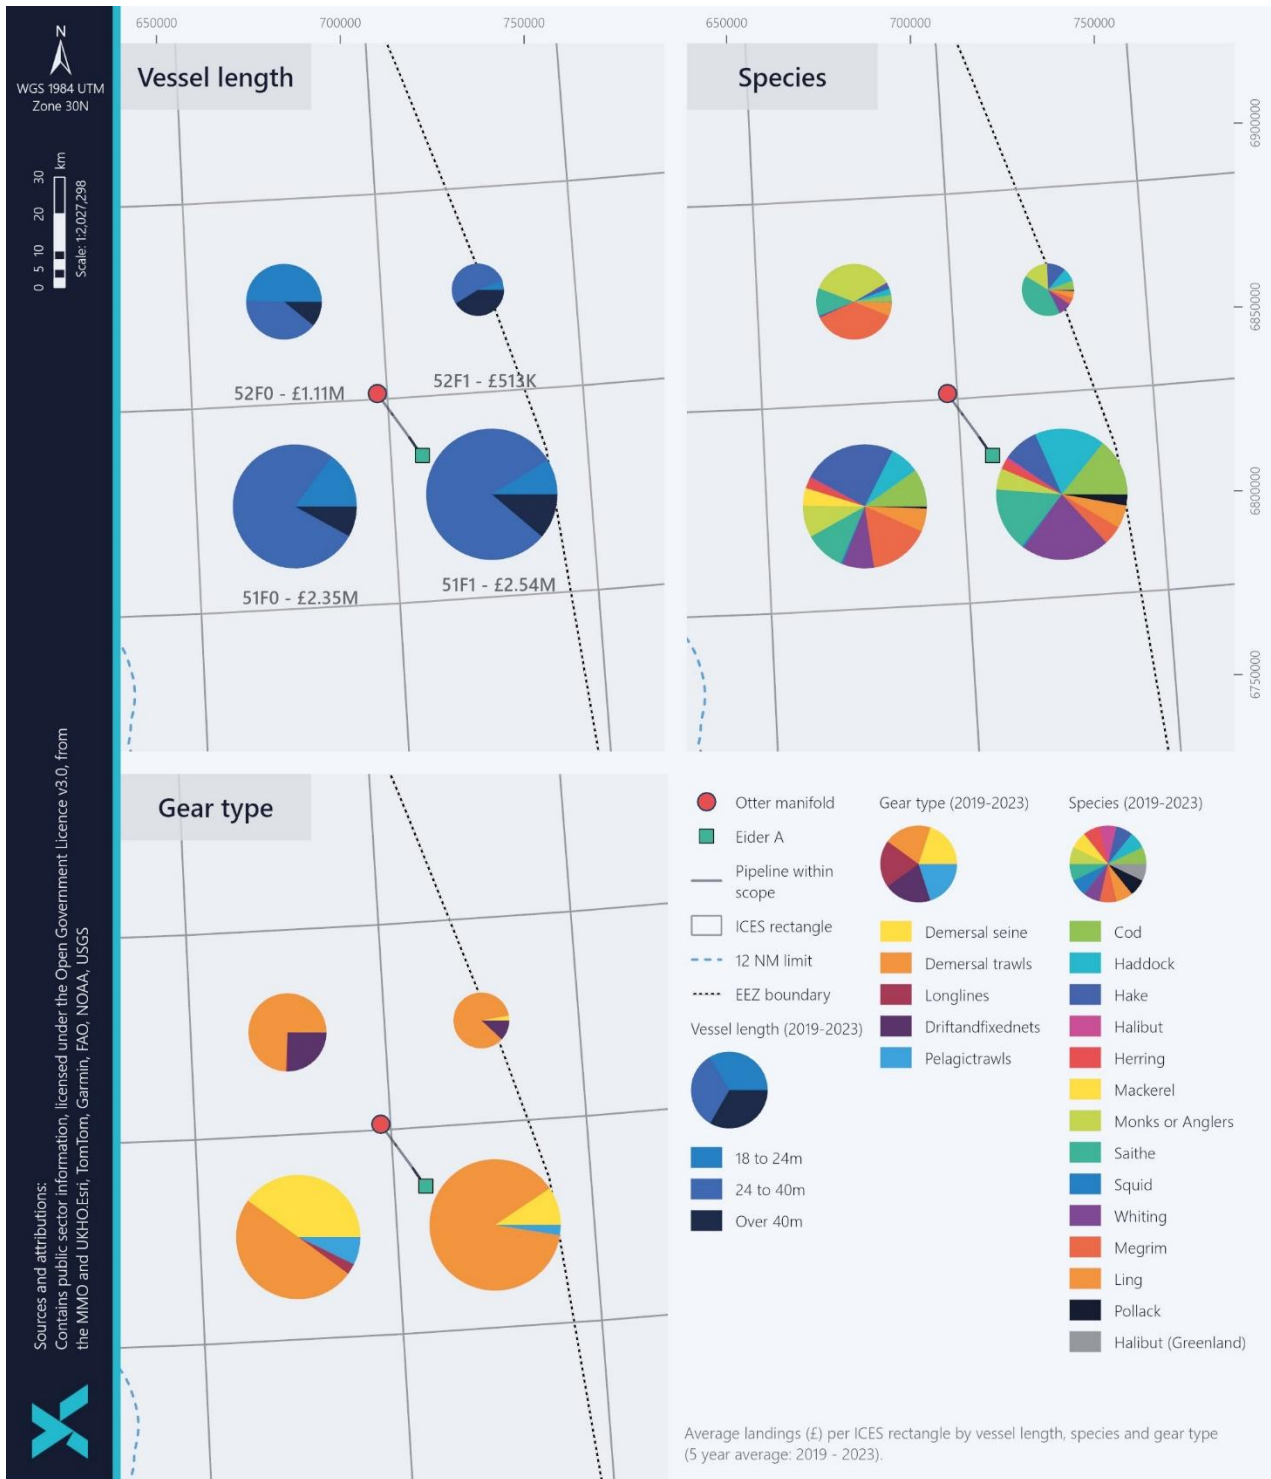 N
WGS 1984 UTM
Zone 30N
0 5 10 20 30
km
Scale: 1:2,027,298
Sources and attributions:
Contains public sector information, licensed under the Open Government Licence v3.0, from
the MMO and UKHO.Esri, TomTom, Garmin, FAO, NOAA, USGS
650000 700000 750000
Vessel length
52F0 - £1.11M
52F1 - £513K
51F0 - £2.35M
51F1 - £2.54M
650000 700000 750000
Species
6900000
6850000
6800000
6750000
Gear type
Otter manifold
Eider A
Pipeline within
scope
ICES rectangle
12 NM limit
EEZ boundary
Vessel length (2019-2023)
18 to 24m
24 to 40m
Over 40m
Gear type (2019-2023)
Demersal seine
Demersal trawls
Longlines
Driftandfixednets
Pelagictrawls
Species (2019-2023)
Cod
Haddock
Hake
Halibut
Herring
Mackerel
Monks or Anglers
Saithe
Squid
Whiting
Megrim
Ling
Pollack
Halibut (Greenland)
Average landings (£) per ICES rectangle by vessel length, species and gear type
(5 year average: 2019 - 2023).